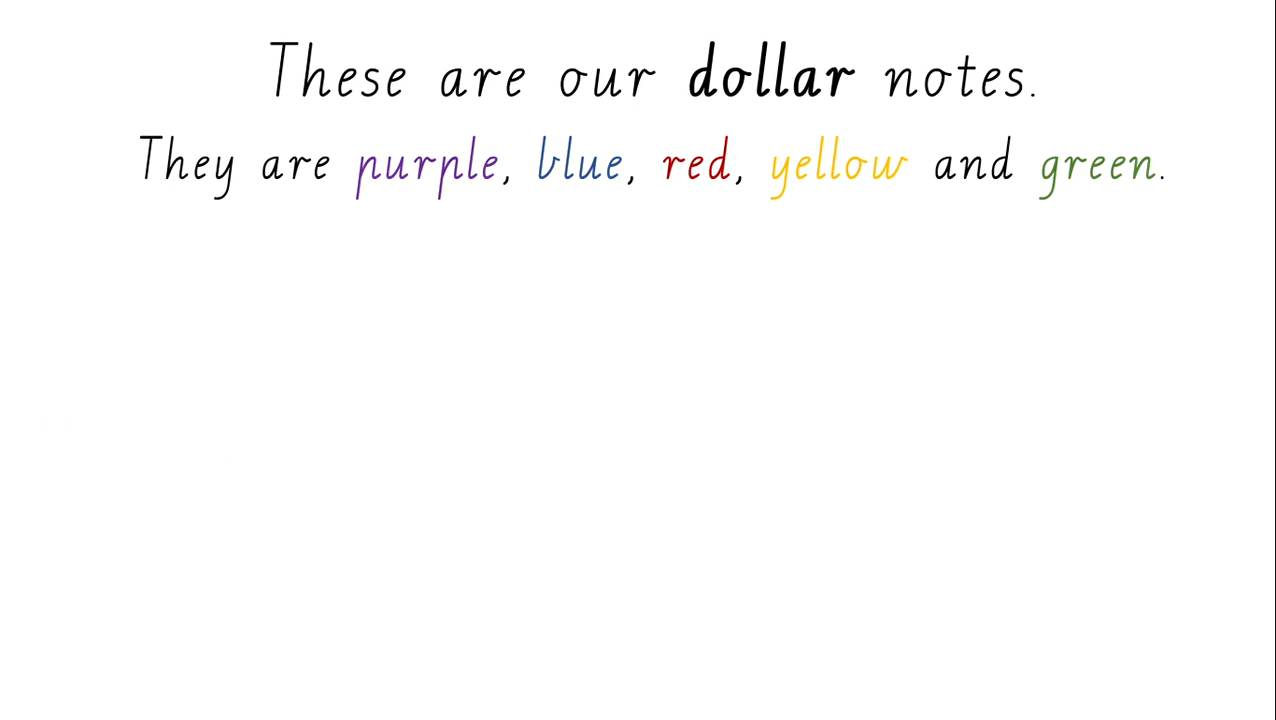 These are our dollar notes.
They are purple, blue, red, yellow and green.